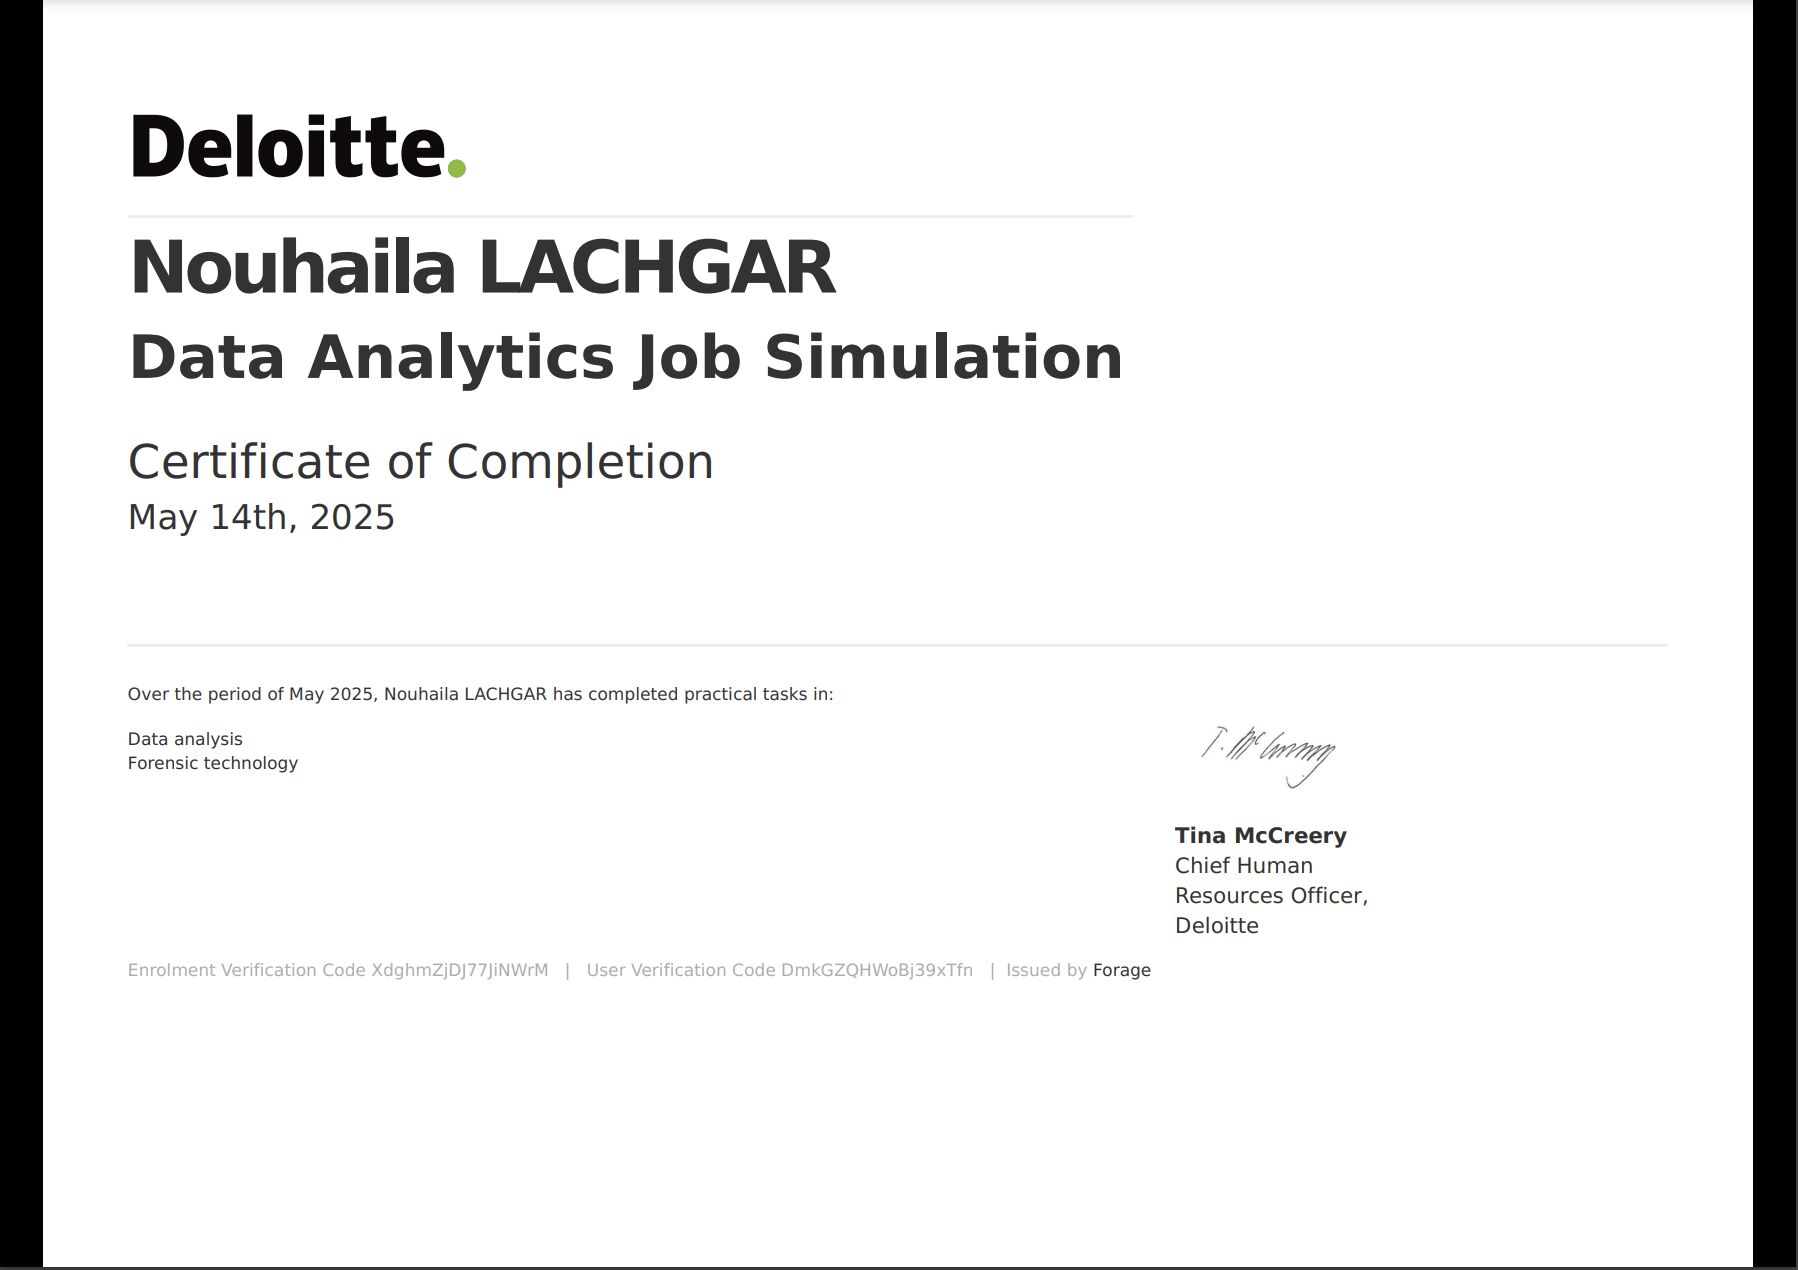 Deloitte.
Nouhaila LACHGAR
Data Analytics Job Simulation
Certificate of Completion
May 14th, 2025
Over the period of May 2025, Nouhaila LACHGAR has completed practical tasks in:
Data analysis
Forensic technology
T. McCreery
Tina McCreery
Chief Human
Resources Officer,
Deloitte
Enrolment Verification Code XdghmZjDJ77JiNWrM | User Verification Code DmkGZQHWoBj39xTfn | Issued by Forage